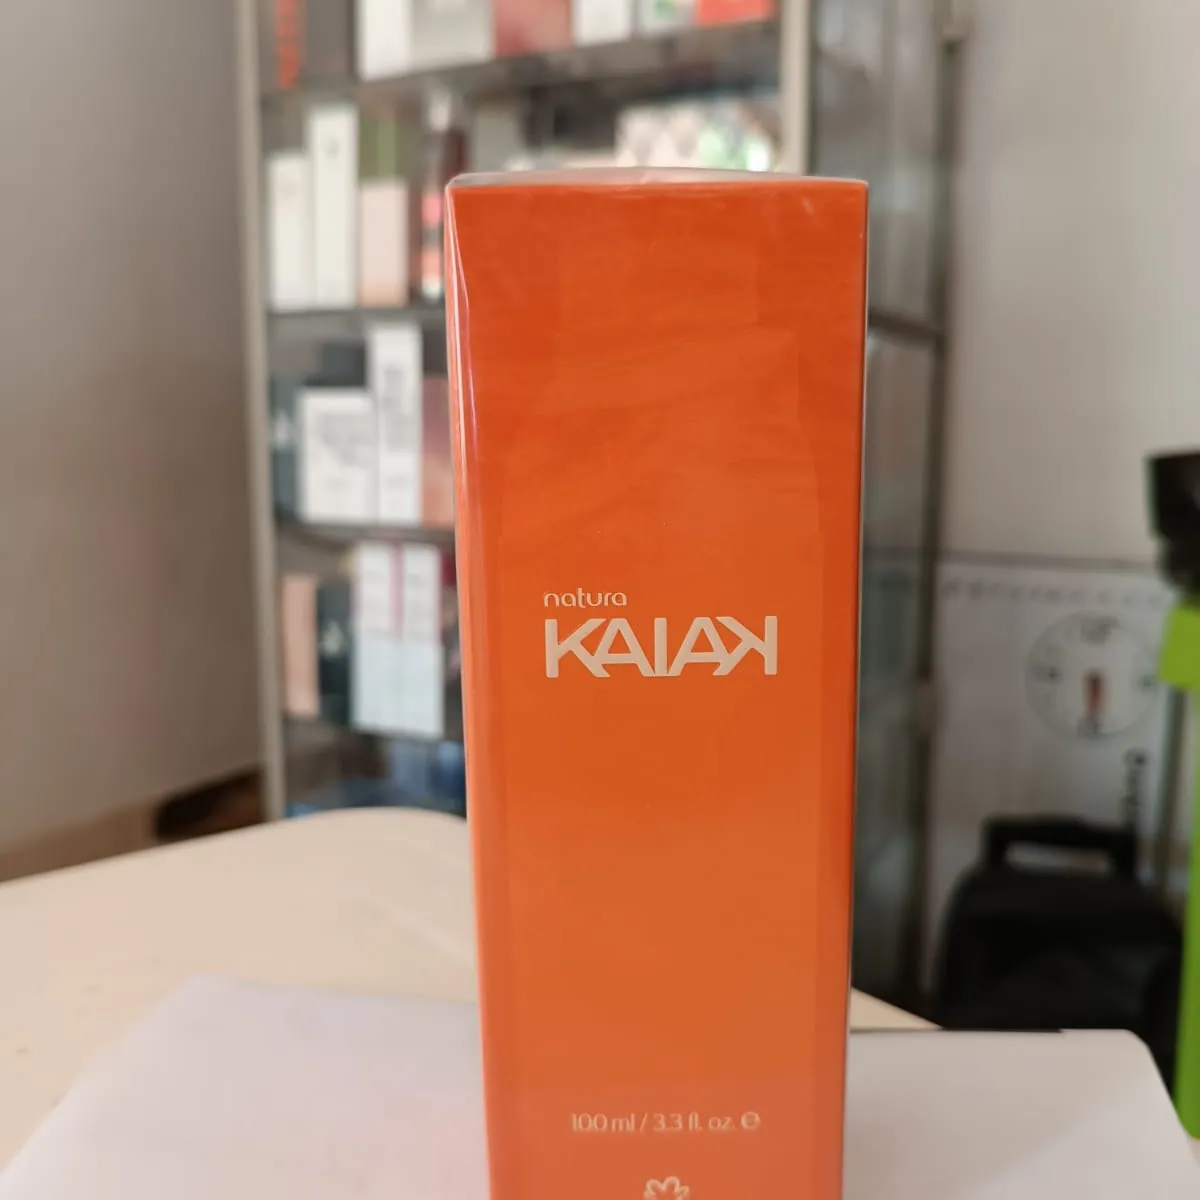 natura
KAIAK
100 ml / 3.3 fl. oz. ℮